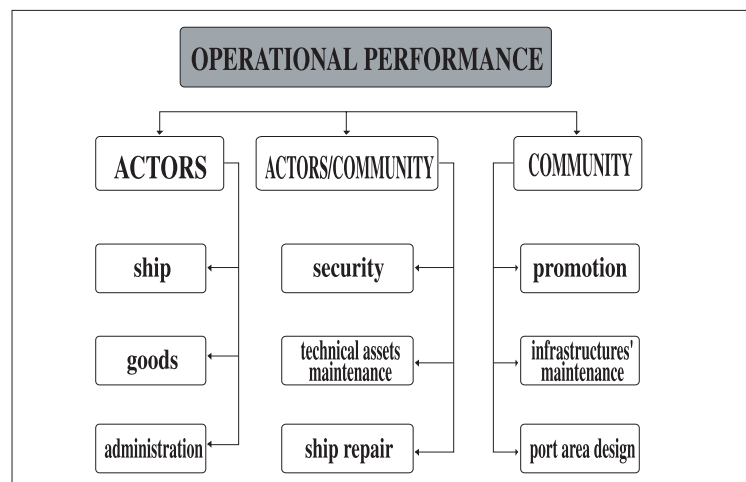 OPERATIONAL PERFORMANCE
ACTORS
ACTORS/COMMUNITY
COMMUNITY
ship
security
promotion
goods
technical assets
maintenance
infrastructures'
maintenance
administration
ship repair
port area design